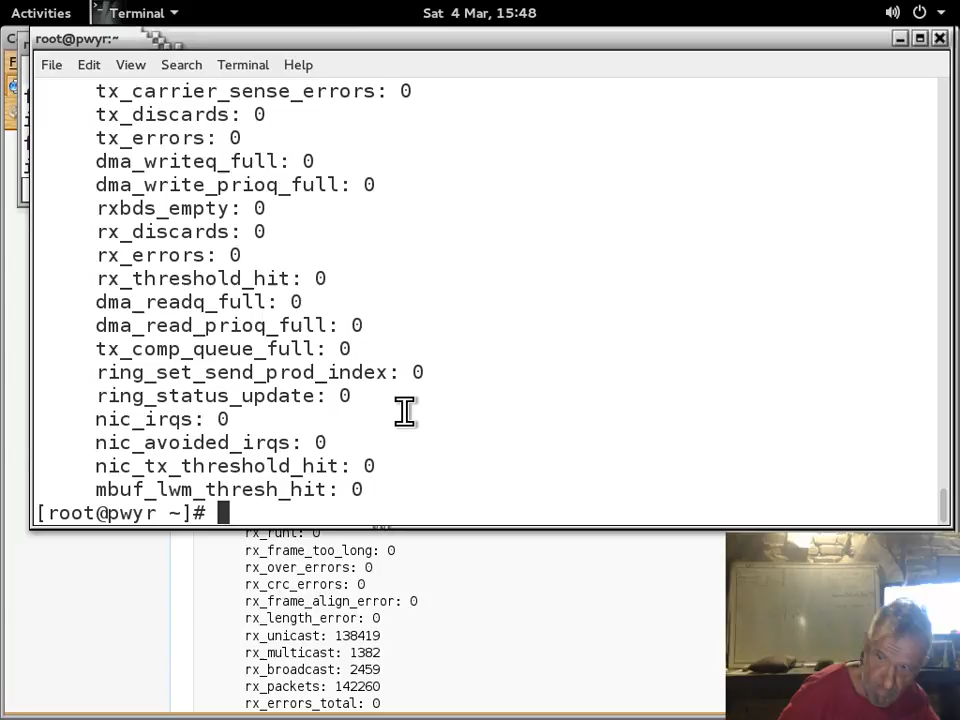 Activities
Terminal
Sat 4 Mar, 15:48
root@pwyr:~
File Edit View Search Terminal Help
tx_carrier_sense_errors: 0
tx_discards: 0
tx_errors: 0
dma_writeq_full: 0
dma_write_prioq_full: 0
rxbds_empty: 0
rx_discards: 0
rx_errors: 0
rx_threshold_hit: 0
dma_readq_full: 0
dma_read_prioq_full: 0
tx_comp_queue_full: 0
ring_set_send_prod_index: 0
ring_status_update: 0
nic_irqs: 0
nic_avoided_irqs: 0
nic_tx_threshold_hit: 0
mbuf_lwm_thresh_hit: 0
[root@pwyr ~]#
rx_runt: 0
rx_frame_too_long: 0
rx_over_errors: 0
rx_crc_errors: 0
rx_frame_align_error: 0
rx_length_error: 0
rx_unicast: 138419
rx_multicast: 1382
rx_broadcast: 2459
rx_packets: 142260
rx_errors_total: 0